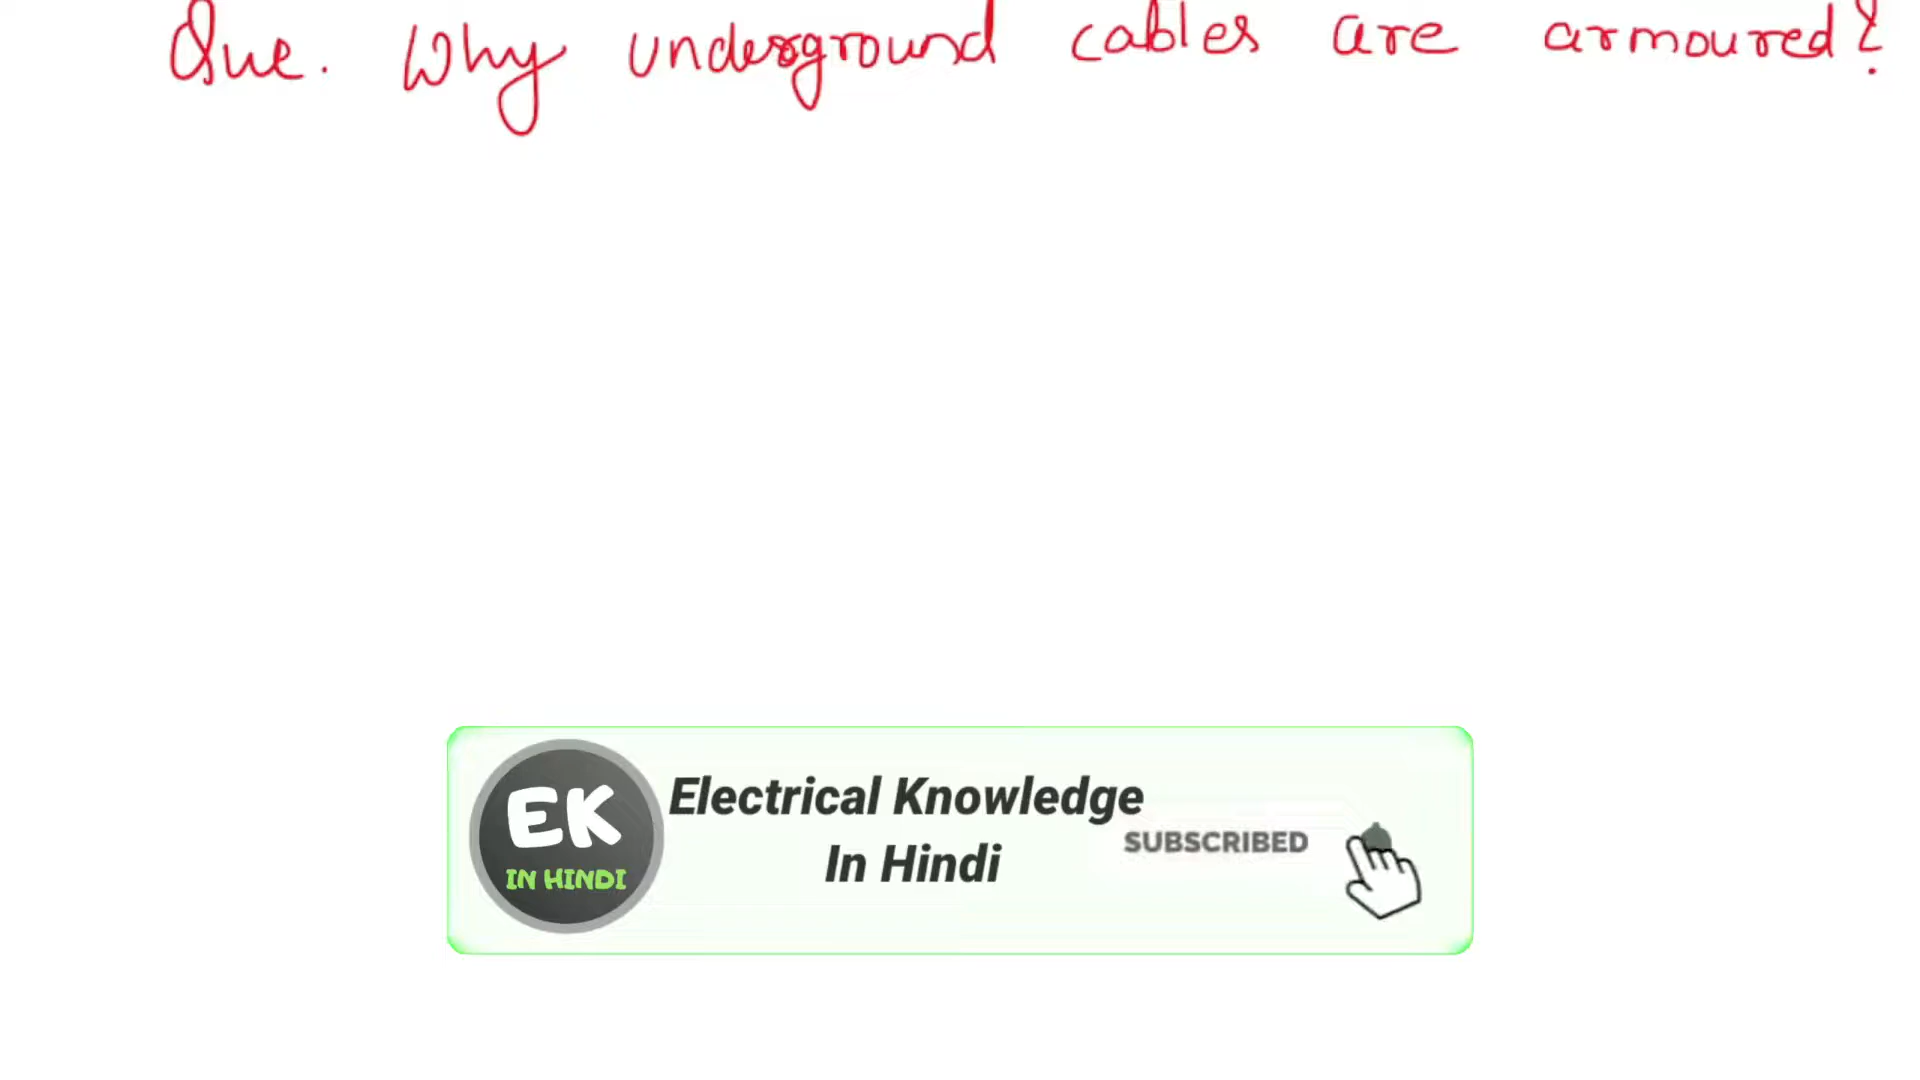 Que. Why underground cables are armoured?
EK
IN HINDI
Electrical Knowledge
In Hindi
SUBSCRIBED